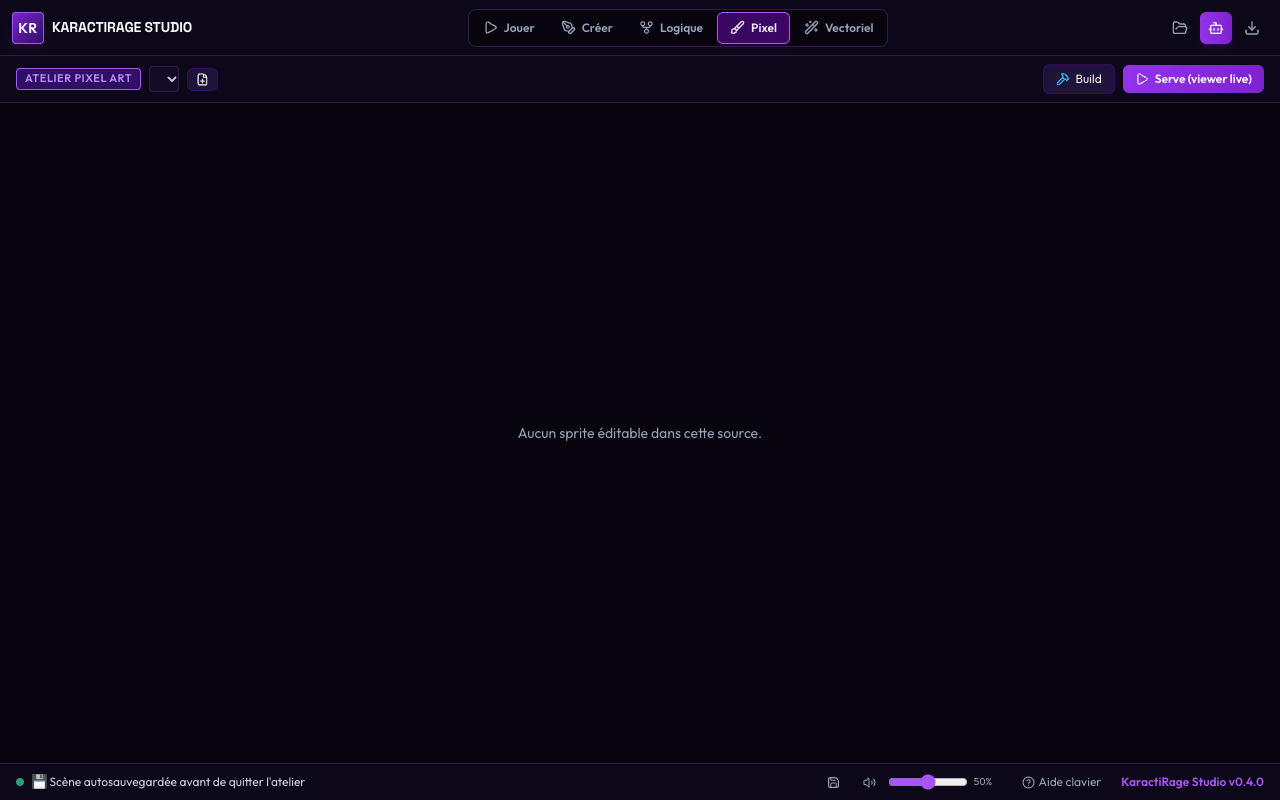 KR KARACTIRAGE STUDIO Jouer Créer Logique Pixel Vectoriel
ATELIER PIXEL ART Build Serve (viewer live)
Aucun sprite éditable dans cette source.
💾 Scène autosauvegardée avant de quitter l'atelier 50% Aide clavier KaractiRage Studio v0.4.0